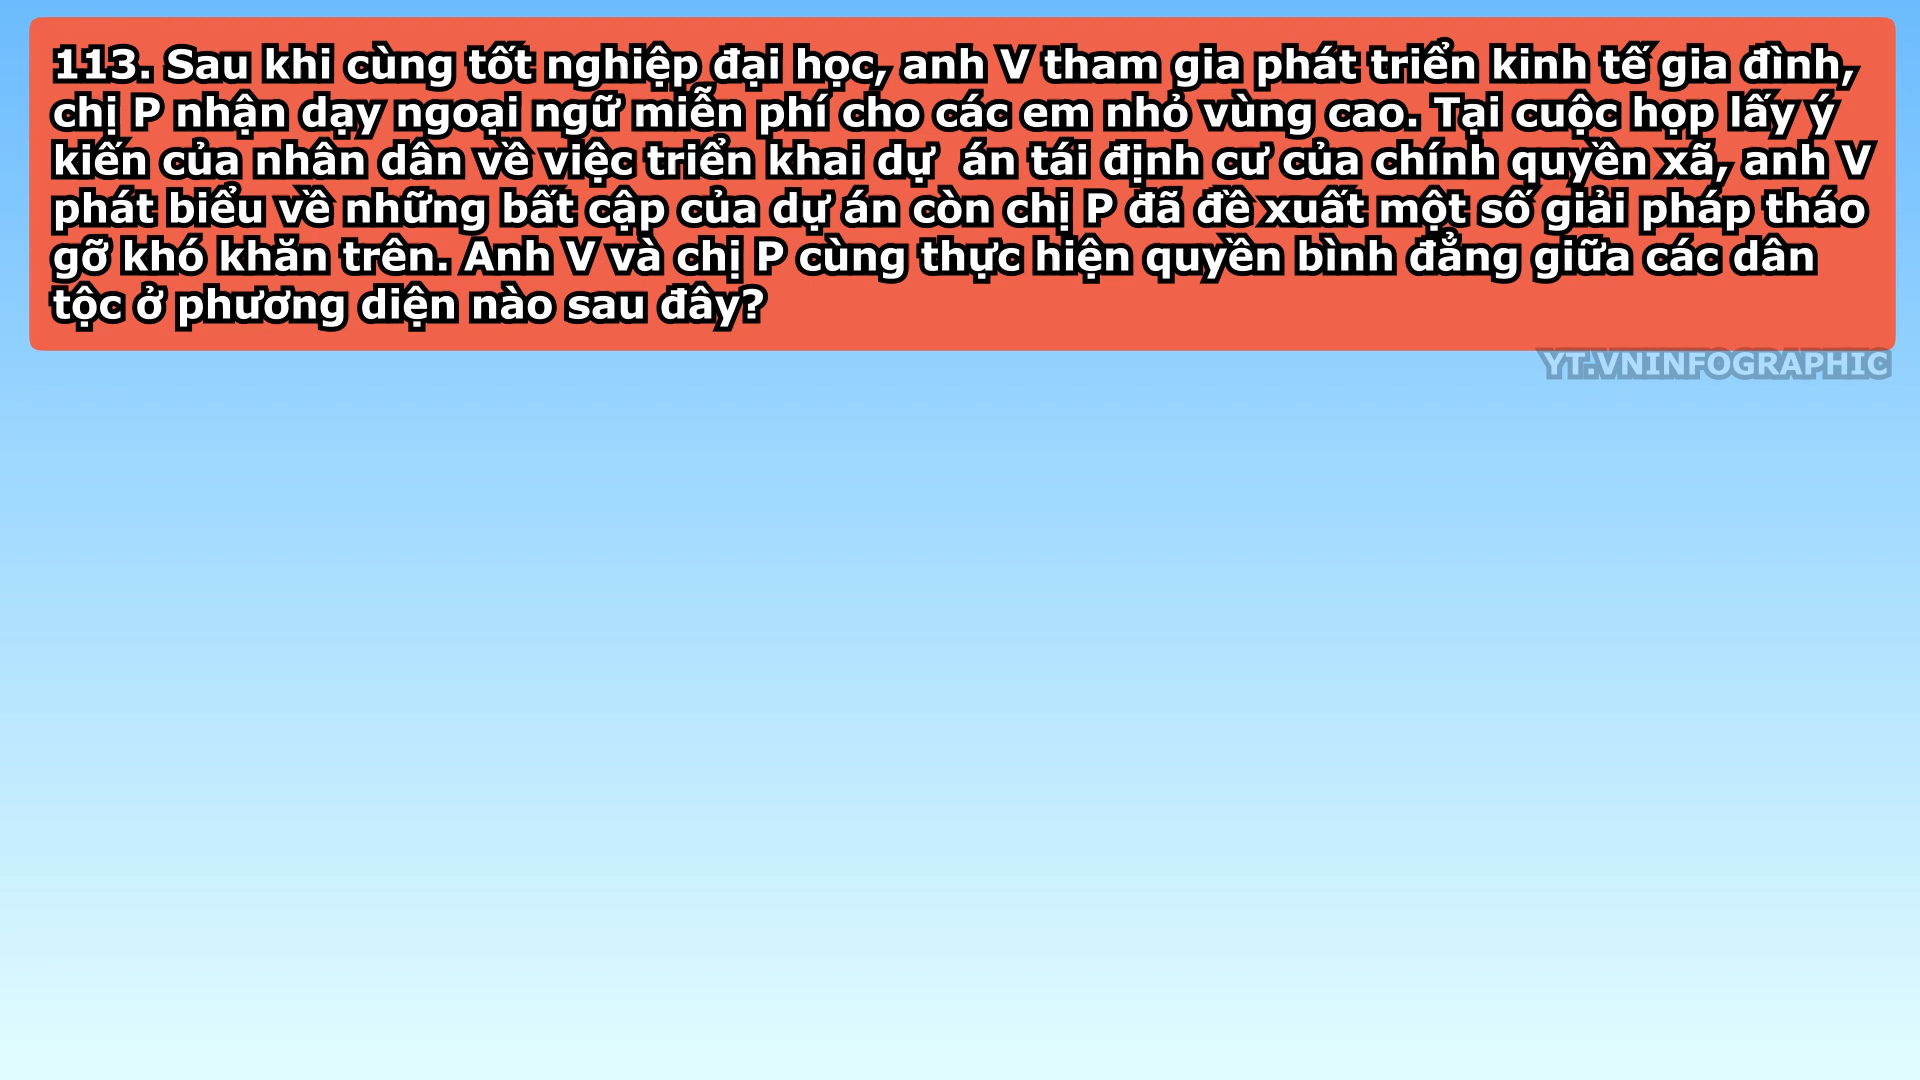 113. Sau khi cùng tốt nghiệp đại học, anh V tham gia phát triển kinh tế gia đình,
chị P nhận dạy ngoại ngữ miễn phí cho các em nhỏ vùng cao. Tại cuộc họp lấy ý
kiến của nhân dân về việc triển khai dự  án tái định cư của chính quyền xã, anh V
phát biểu về những bất cập của dự án còn chị P đã đề xuất một số giải pháp tháo
gỡ khó khăn trên. Anh V và chị P cùng thực hiện quyền bình đẳng giữa các dân
tộc ở phương diện nào sau đây?
YT.VNINFOGRAPHIC